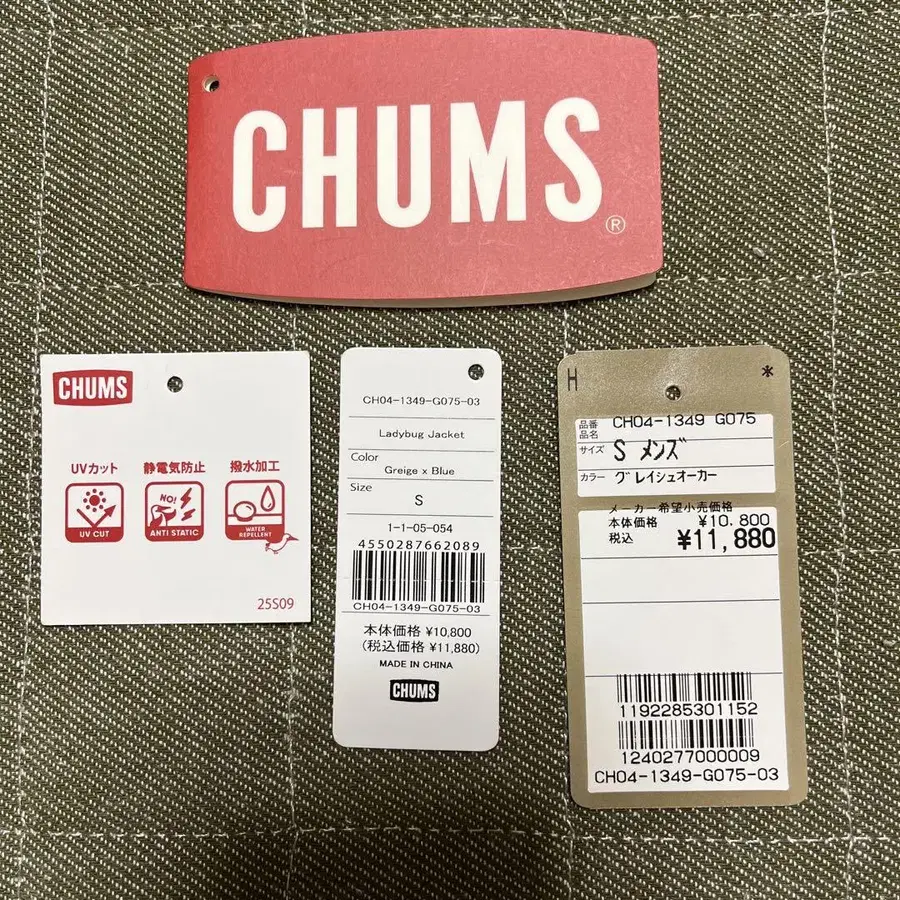 CHUMS
®
CHUMS
UVカット 静電気防止 撥水加工
NO!
UV CUT ANTI STATIC WATER REPELLENT
25S09
CH04-1349-G075-03
Ladybug Jacket
Color
Greige x Blue
Size
S
1-1-05-054
4550287662089
CH04-1349-G075-03
本体価格 ¥10,800
(税込価格 ¥11,880)
MADE IN CHINA
CHUMS
H *
品番 CH04-1349 G075
品名
サイズ S メンズ
カラー グレイシュオーカー
メーカー希望小売価格
本体価格 ¥10.800
税込 ¥11,880
1192285301152
1240277000009
CH04-1349-G075-03